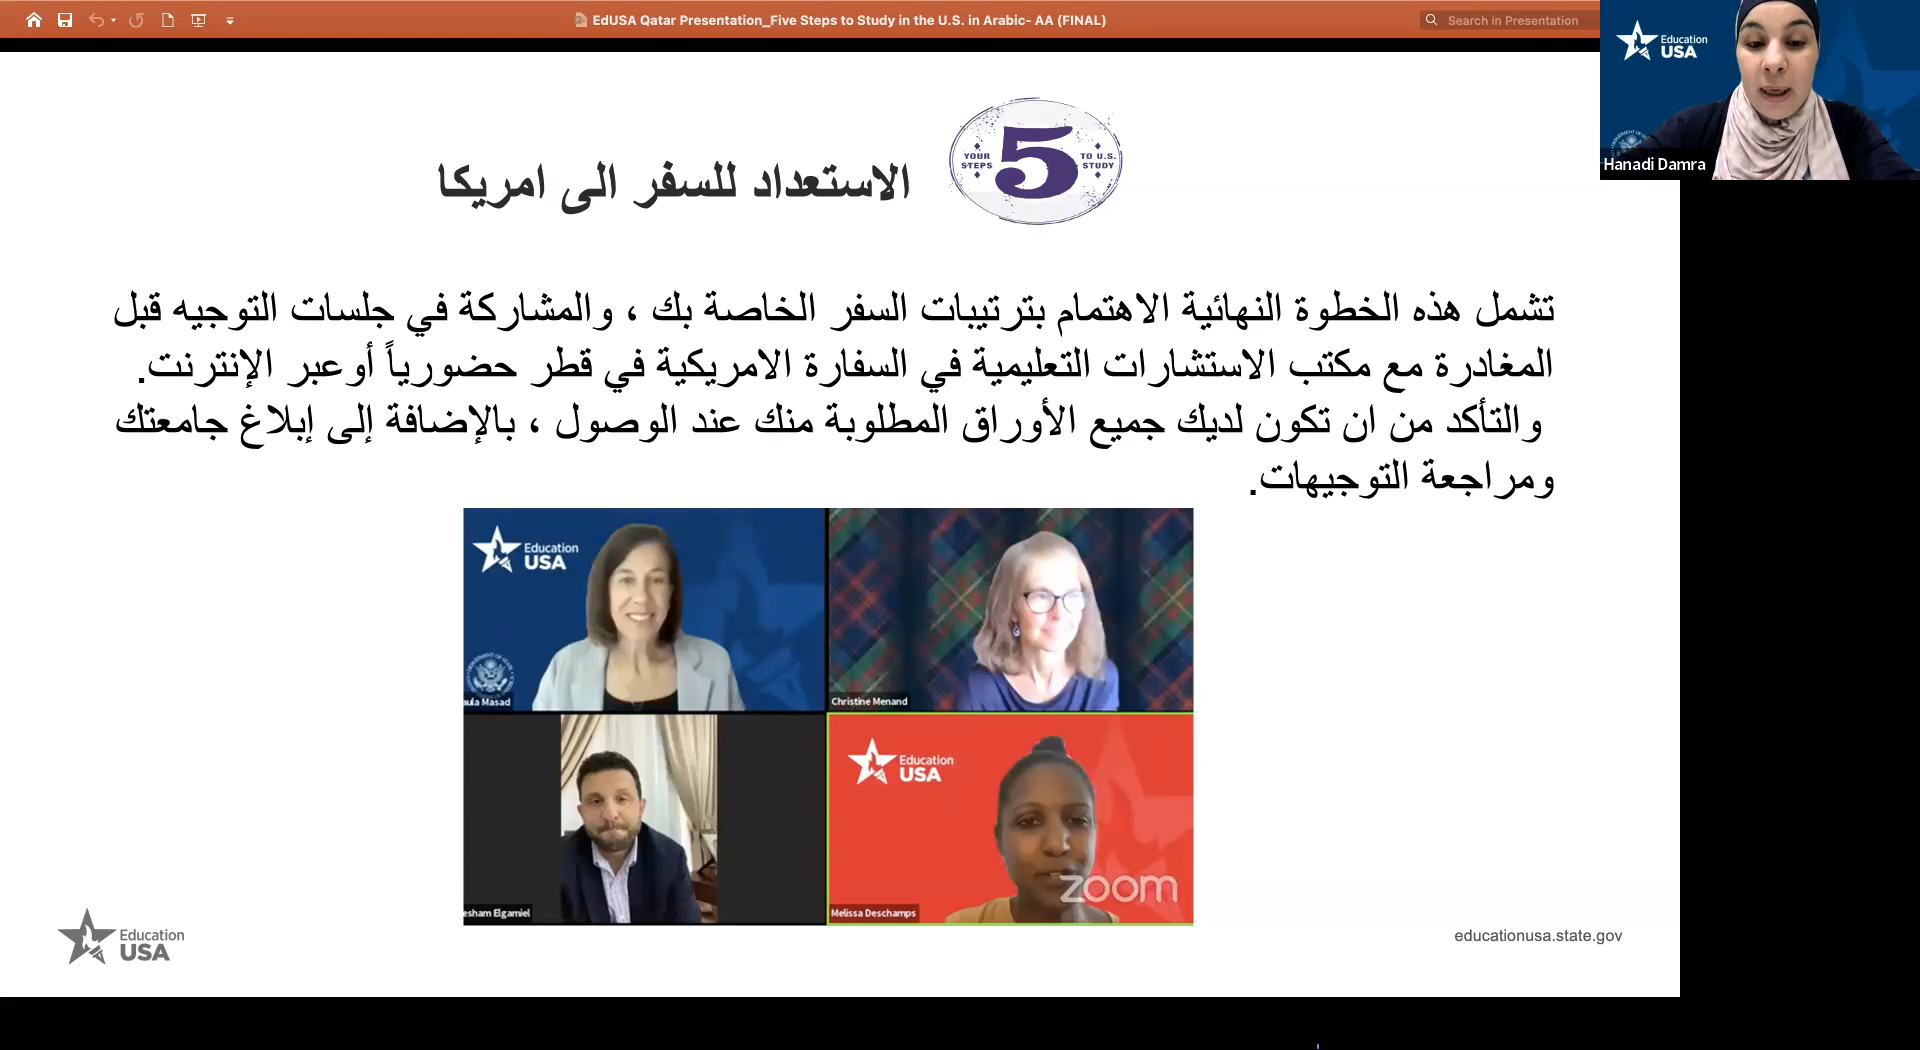 EdUSA Qatar Presentation_Five Steps to Study in the U.S. in Arabic- AA (FINAL)
Search in Presentation
Education
USA
Hanadi Damra
YOUR
STEPS
5
TO U.S.
STUDY
الاستعداد للسفر الى امريكا
تشمل هذه الخطوة النهائية الاهتمام بترتيبات السفر الخاصة بك ، والمشاركة في جلسات التوجيه قبل
المغادرة مع مكتب الاستشارات التعليمية في السفارة الامريكية في قطر حضورياً أوعبر الإنترنت.
والتأكد من ان تكون لديك جميع الأوراق المطلوبة منك عند الوصول ، بالإضافة إلى إبلاغ جامعتك
ومراجعة التوجيهات.
Education
USA
aula Masad
Christine Menand
esham Elgamiel
Education
USA
zoom
Melissa Deschamps
Education
USA
educationusa.state.gov